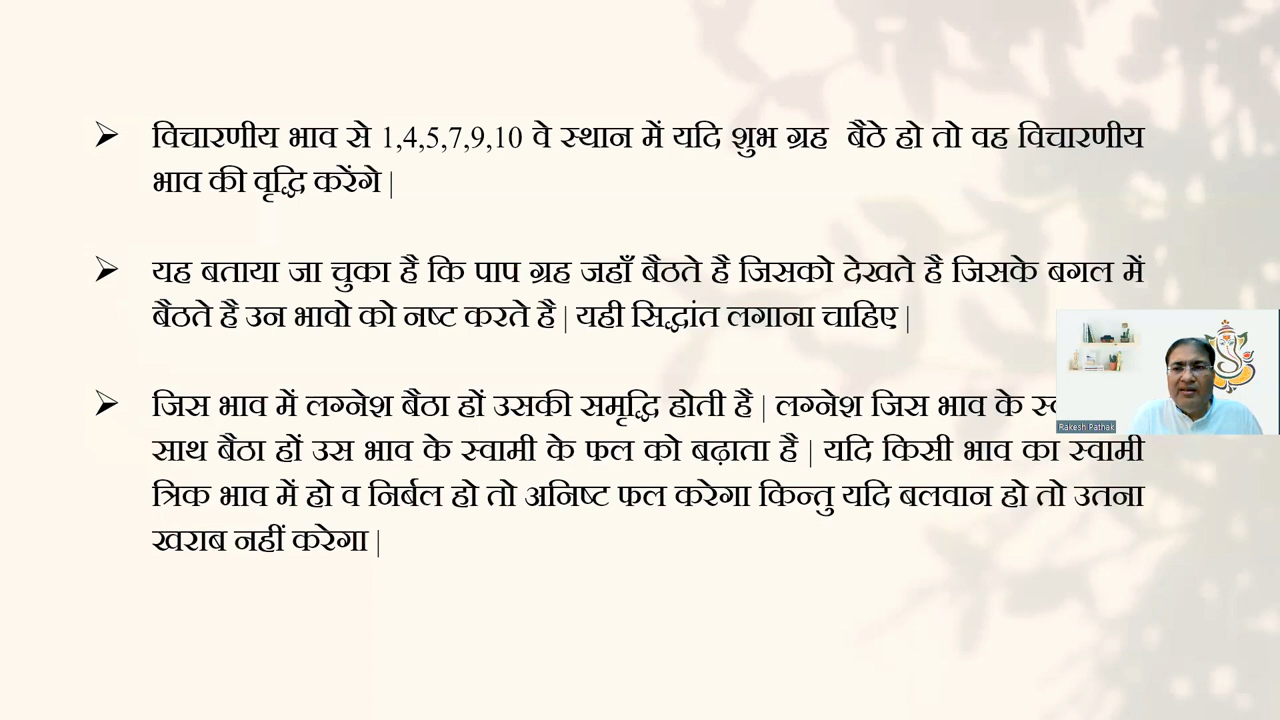 ➢ विचारणीय भाव से 1,4,5,7,9,10 वे स्थान में यदि शुभ ग्रह बैठे हो तो वह विचारणीय
भाव की वृद्धि करेंगे |
➢ यह बताया जा चुका है कि पाप ग्रह जहाँ बैठते है जिसको देखते है जिसके बगल में
बैठते है उन भावो को नष्ट करते है | यही सिद्धांत लगाना चाहिए |
➢ जिस भाव में लग्नेश बैठा हों उसकी समृद्धि होती है | लग्नेश जिस भाव के
साथ बैठा हों उस भाव के स्वामी के फल को बढ़ाता है | यदि किसी भाव का स्वामी
त्रिक भाव में हो व निर्बल हो तो अनिष्ट फल करेगा किन्तु यदि बलवान हो तो उतना
खराब नहीं करेगा |
Rakesh Pathak